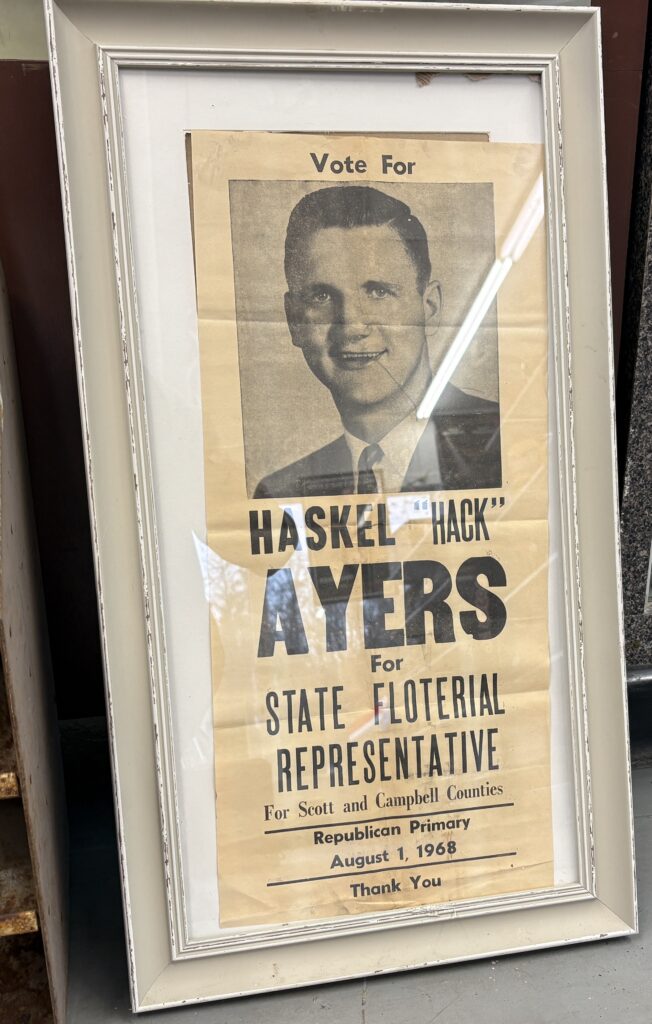 Vote For
HASKEL "HACK"
AYERS
For
STATE FLOTERIAL
REPRESENTATIVE
For Scott and Campbell Counties
Republican Primary
August 1, 1968
Thank You